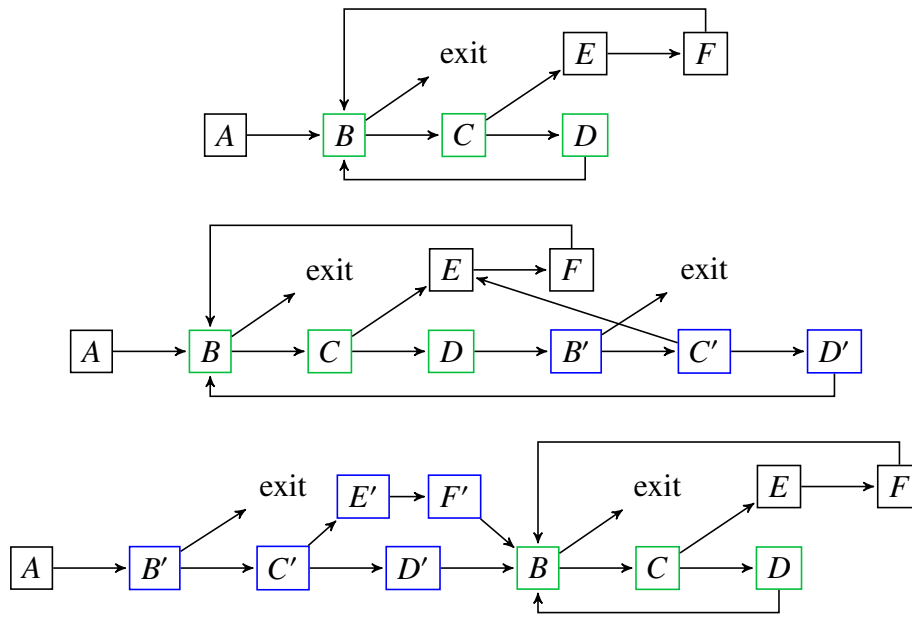 exit E F
A B C D
exit E F exit
A B C D B′ C′ D′
exit E′ F′ exit E F
A B′ C′ D′ B C D